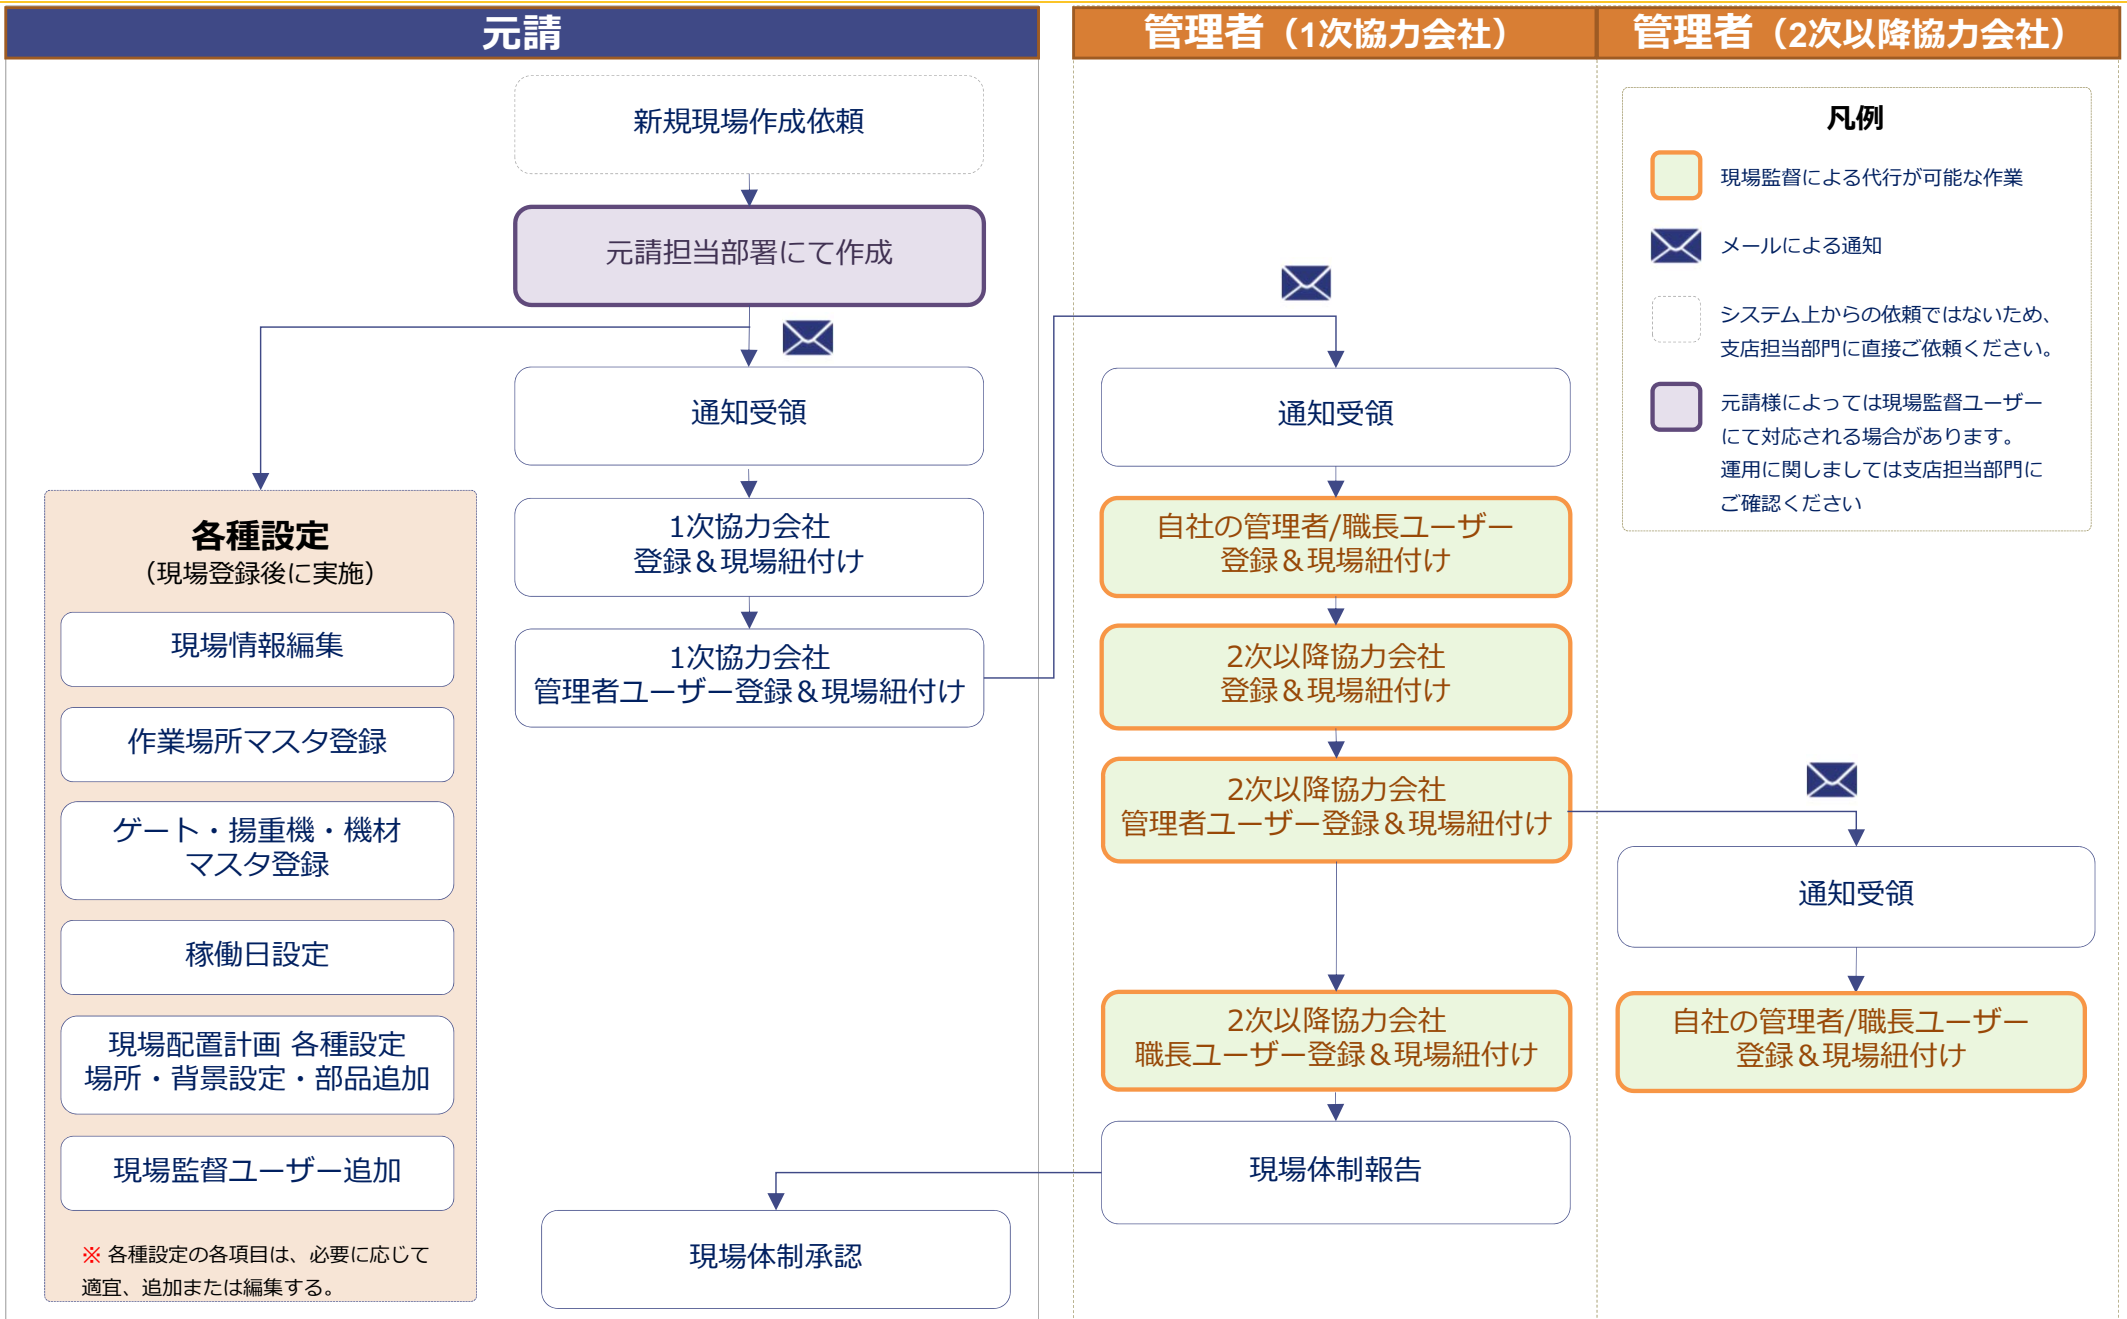 元請
新規現場作成依頼
元請担当部署にて作成
通知受領
1次協力会社
登録＆現場紐付け
1次協力会社
管理者ユーザー登録＆現場紐付け
各種設定
（現場登録後に実施）
現場情報編集
作業場所マスタ登録
ゲート・揚重機・機材
マスタ登録
稼働日設定
現場配置計画 各種設定
場所・背景設定・部品追加
現場監督ユーザー追加
※ 各種設定の各項目は、必要に応じて
適宜、追加または編集する。
現場体制承認
管理者（1次協力会社）
通知受領
自社の管理者/職長ユーザー
登録＆現場紐付け
2次以降協力会社
登録＆現場紐付け
2次以降協力会社
管理者ユーザー登録＆現場紐付け
2次以降協力会社
職長ユーザー登録＆現場紐付け
現場体制報告
管理者（2次以降協力会社）
凡例
現場監督による代行が可能な作業
メールによる通知
システム上からの依頼ではないため、
支店担当部門に直接ご依頼ください。
元請様によっては現場監督ユーザー
にて対応される場合があります。
運用に関しましては支店担当部門に
ご確認ください
通知受領
自社の管理者/職長ユーザー
登録＆現場紐付け